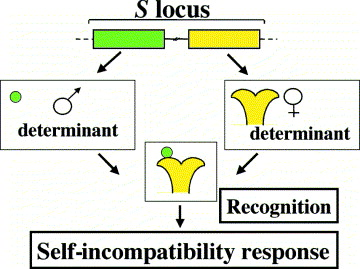 S locus
determinant
determinant
Recognition
Self-incompatibility response